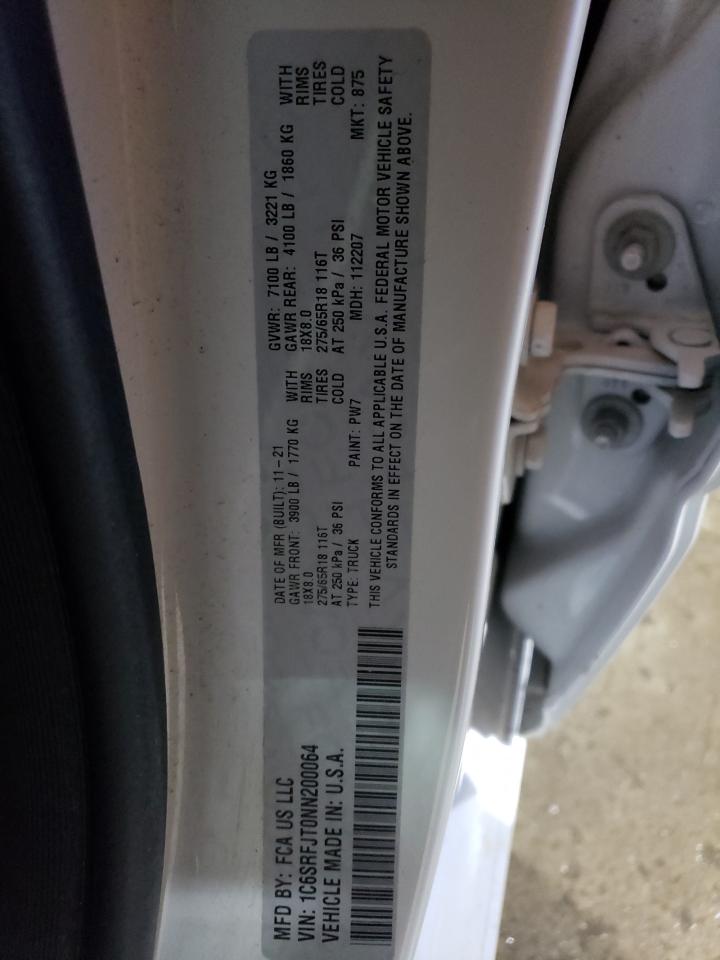 MFD BY: FCA US LLC
VIN: 1C6SRFJT0NN200064
VEHICLE MADE IN: U.S.A.
DATE OF MFR (BUILT): 11-21 GVWR: 7100 LB / 3221 KG
GAWR FRONT: 3900 LB / 1770 KG WITH GAWR REAR: 4100 LB / 1860 KG WITH
18X8.0 RIMS 18X8.0 RIMS
275/65R18 116T TIRES 275/65R18 116T TIRES
AT 250 kPa / 36 PSI COLD AT 250 kPa / 36 PSI COLD
TYPE: TRUCK PAINT: PW7 MDH: 112207 MKT: 875
THIS VEHICLE CONFORMS TO ALL APPLICABLE U.S.A. FEDERAL MOTOR VEHICLE SAFETY
STANDARDS IN EFFECT ON THE DATE OF MANUFACTURE SHOWN ABOVE.